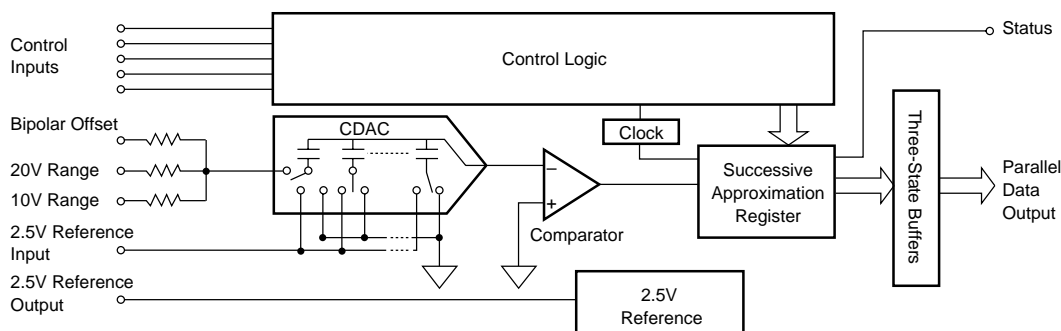 Control
Inputs
Control Logic
Status
Bipolar Offset
20V Range
10V Range
2.5V Reference
Input
2.5V Reference
Output
CDAC
Clock
–
+
Comparator
Successive
Approximation
Register
Three-State Buffers
Parallel
Data
Output
2.5V
Reference